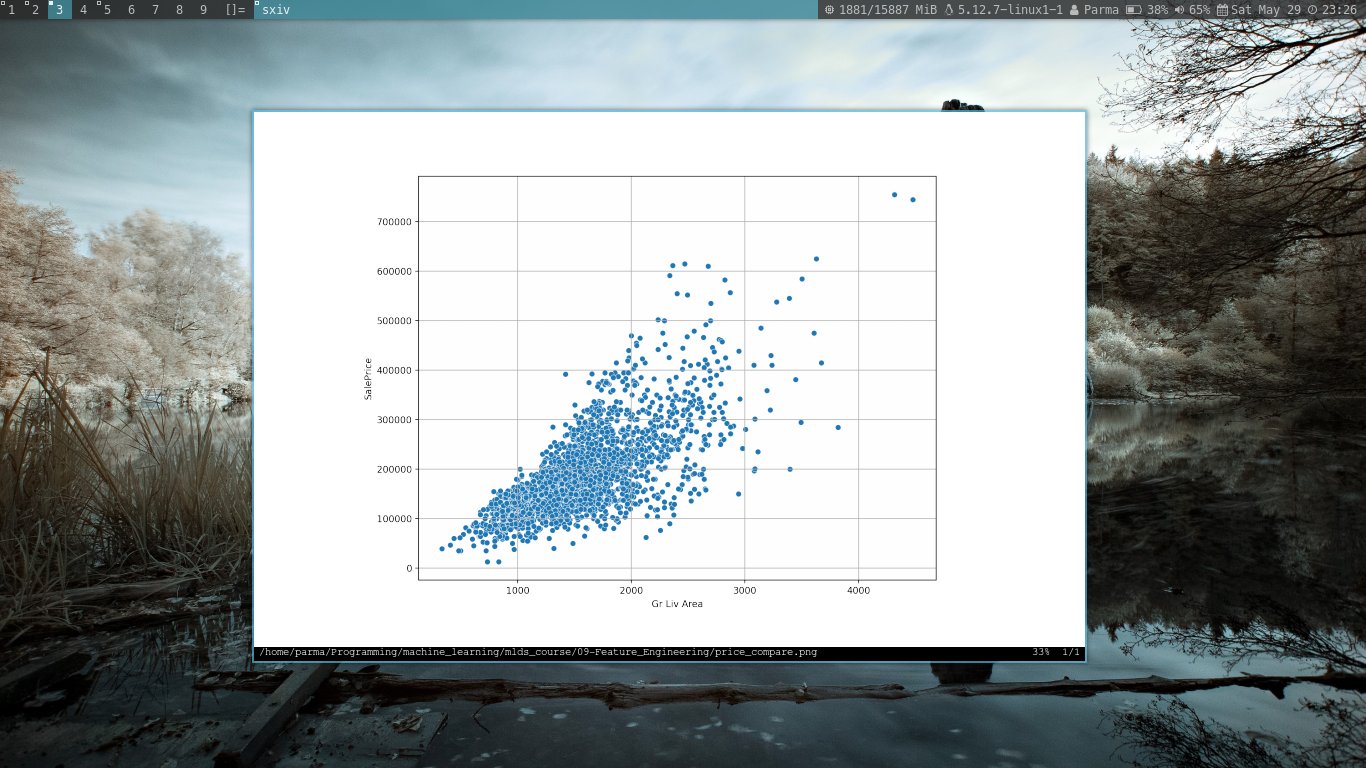 1 2 3 4 5 6 7 8 9 []= sxiv 1881/15887 MiB 5.12.7-linux1-1 Parma 38% 65% Sat May 29 23:26
700000
600000
500000
400000
300000
200000
100000
0
SalePrice
1000 2000 3000 4000
Gr Liv Area
/home/parma/Programming/machine_learning/mlds_course/09-Feature_Engineering/price_compare.png 33% 1/1